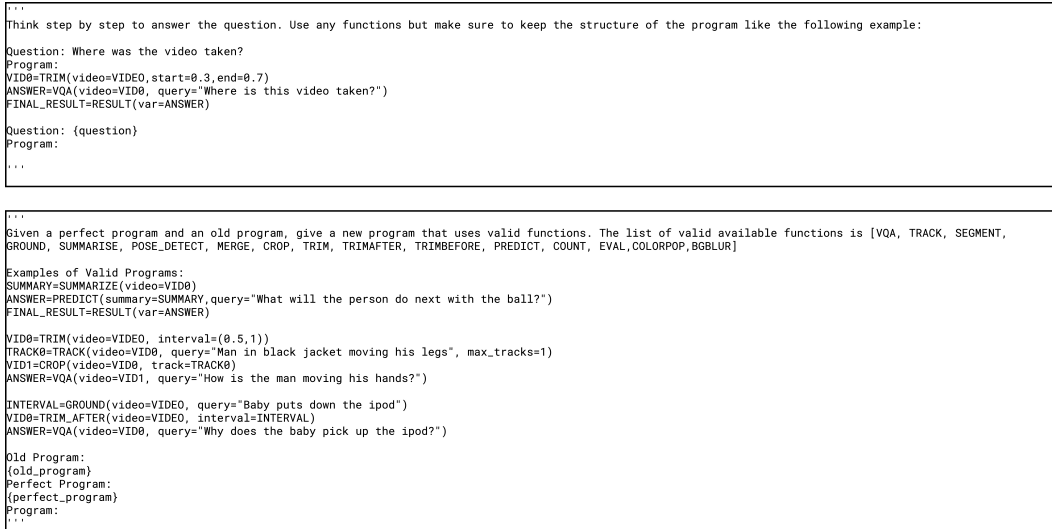 '''
Think step by step to answer the question. Use any functions but make sure to keep the structure of the program like the following example:
Question: Where was the video taken?
Program:
VID0=TRIM(video=VIDEO,start=0.3,end=0.7)
ANSWER=VQA(video=VID0, query="Where is this video taken?")
FINAL_RESULT=RESULT(var=ANSWER)
Question: {question}
Program:
'''
'''
Given a perfect program and an old program, give a new program that uses valid functions. The list of valid available functions is [VQA, TRACK, SEGMENT,
GROUND, SUMMARISE, POSE_DETECT, MERGE, CROP, TRIM, TRIMAFTER, TRIMBEFORE, PREDICT, COUNT, EVAL,COLORPOP,BGBLUR]
Examples of Valid Programs:
SUMMARY=SUMMARIZE(video=VID0)
ANSWER=PREDICT(summary=SUMMARY,query="What will the person do next with the ball?")
FINAL_RESULT=RESULT(var=ANSWER)
VID0=TRIM(video=VIDEO, interval=(0.5,1))
TRACK0=TRACK(video=VID0, query="Man in black jacket moving his legs", max_tracks=1)
VID1=CROP(video=VID0, track=TRACK0)
ANSWER=VQA(video=VID1, query="How is the man moving his hands?")
INTERVAL=GROUND(video=VIDEO, query="Baby puts down the ipod")
VID0=TRIM_AFTER(video=VIDEO, interval=INTERVAL)
ANSWER=VQA(video=VID0, query="Why does the baby pick up the ipod?")
Old Program:
{old_program}
Perfect Program:
{perfect_program}
Program:
'''